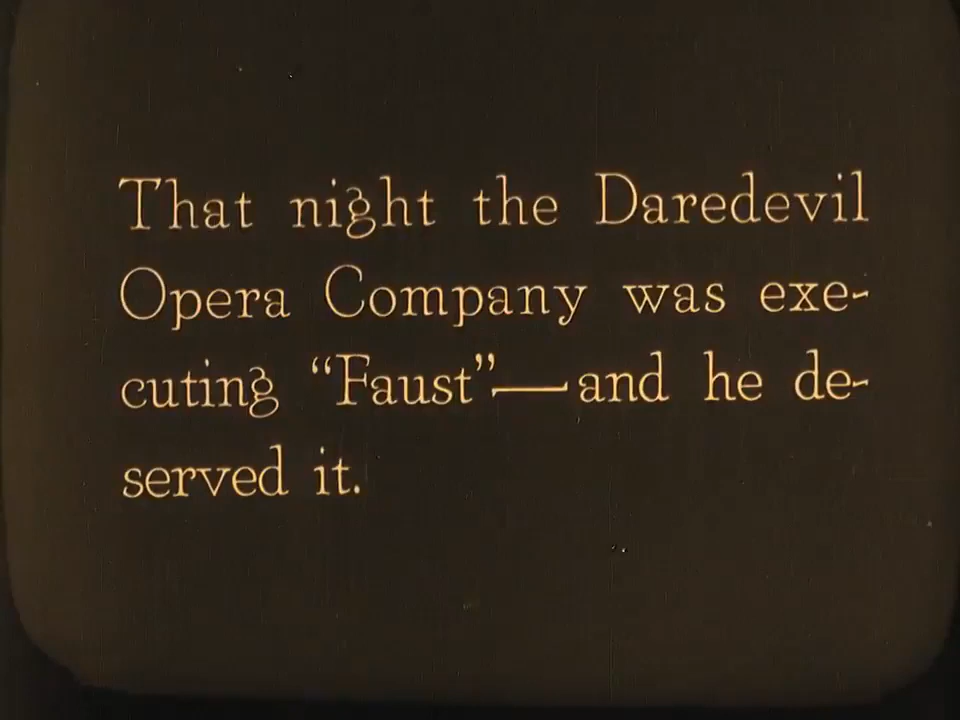 That night the Daredevil
Opera Company was exe-
cuting “Faust”—and he de-
served it.